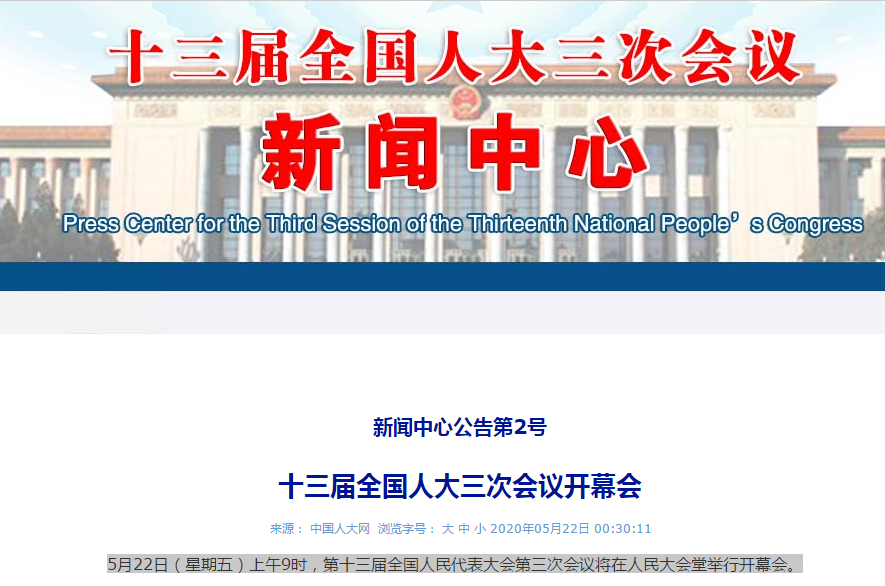 十三届全国人大三次会议
新闻中心
Press Center for the Third Session of the Thirteenth National People’s Congress
新闻中心公告第2号
十三届全国人大三次会议开幕会
来源： 中国人大网 浏览字号： 大 中 小 2020年05月22日 00:30:11
5月22日（星期五）上午9时，第十三届全国人民代表大会第三次会议将在人民大会堂举行开幕会。